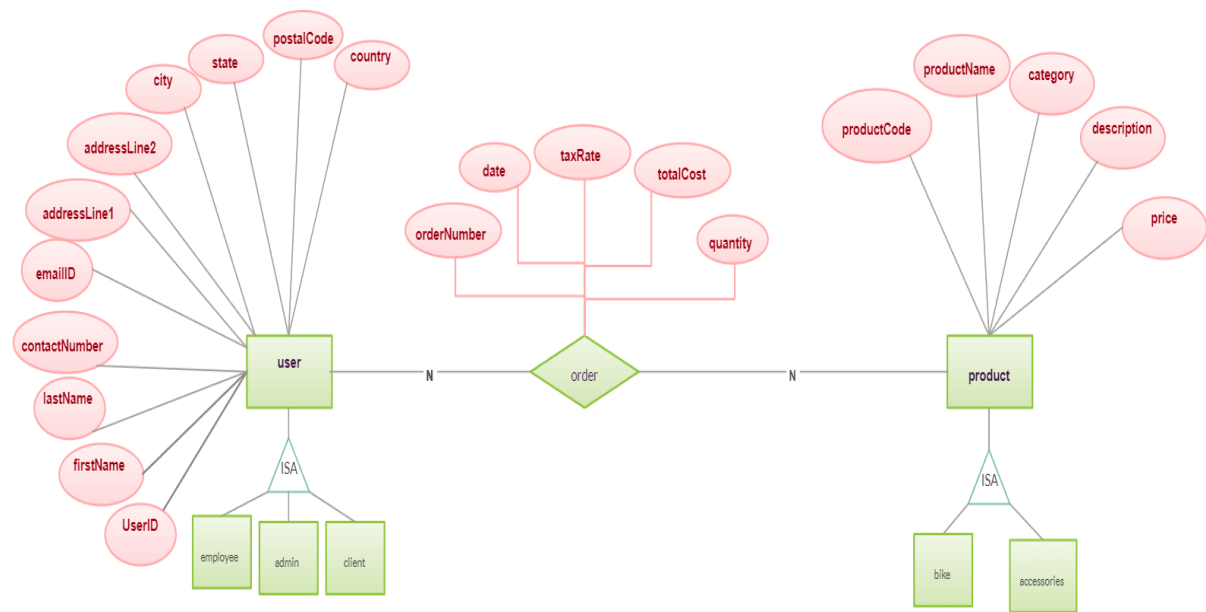 postalCode
country
state
city
addressLine2
addressLine1
emailID
contactNumber
lastName
firstName
UserID
user
ISA
employee
admin
client
taxRate
date
totalCost
orderNumber
quantity
N
order
N
productName
category
productCode
description
price
product
ISA
bike
accessories